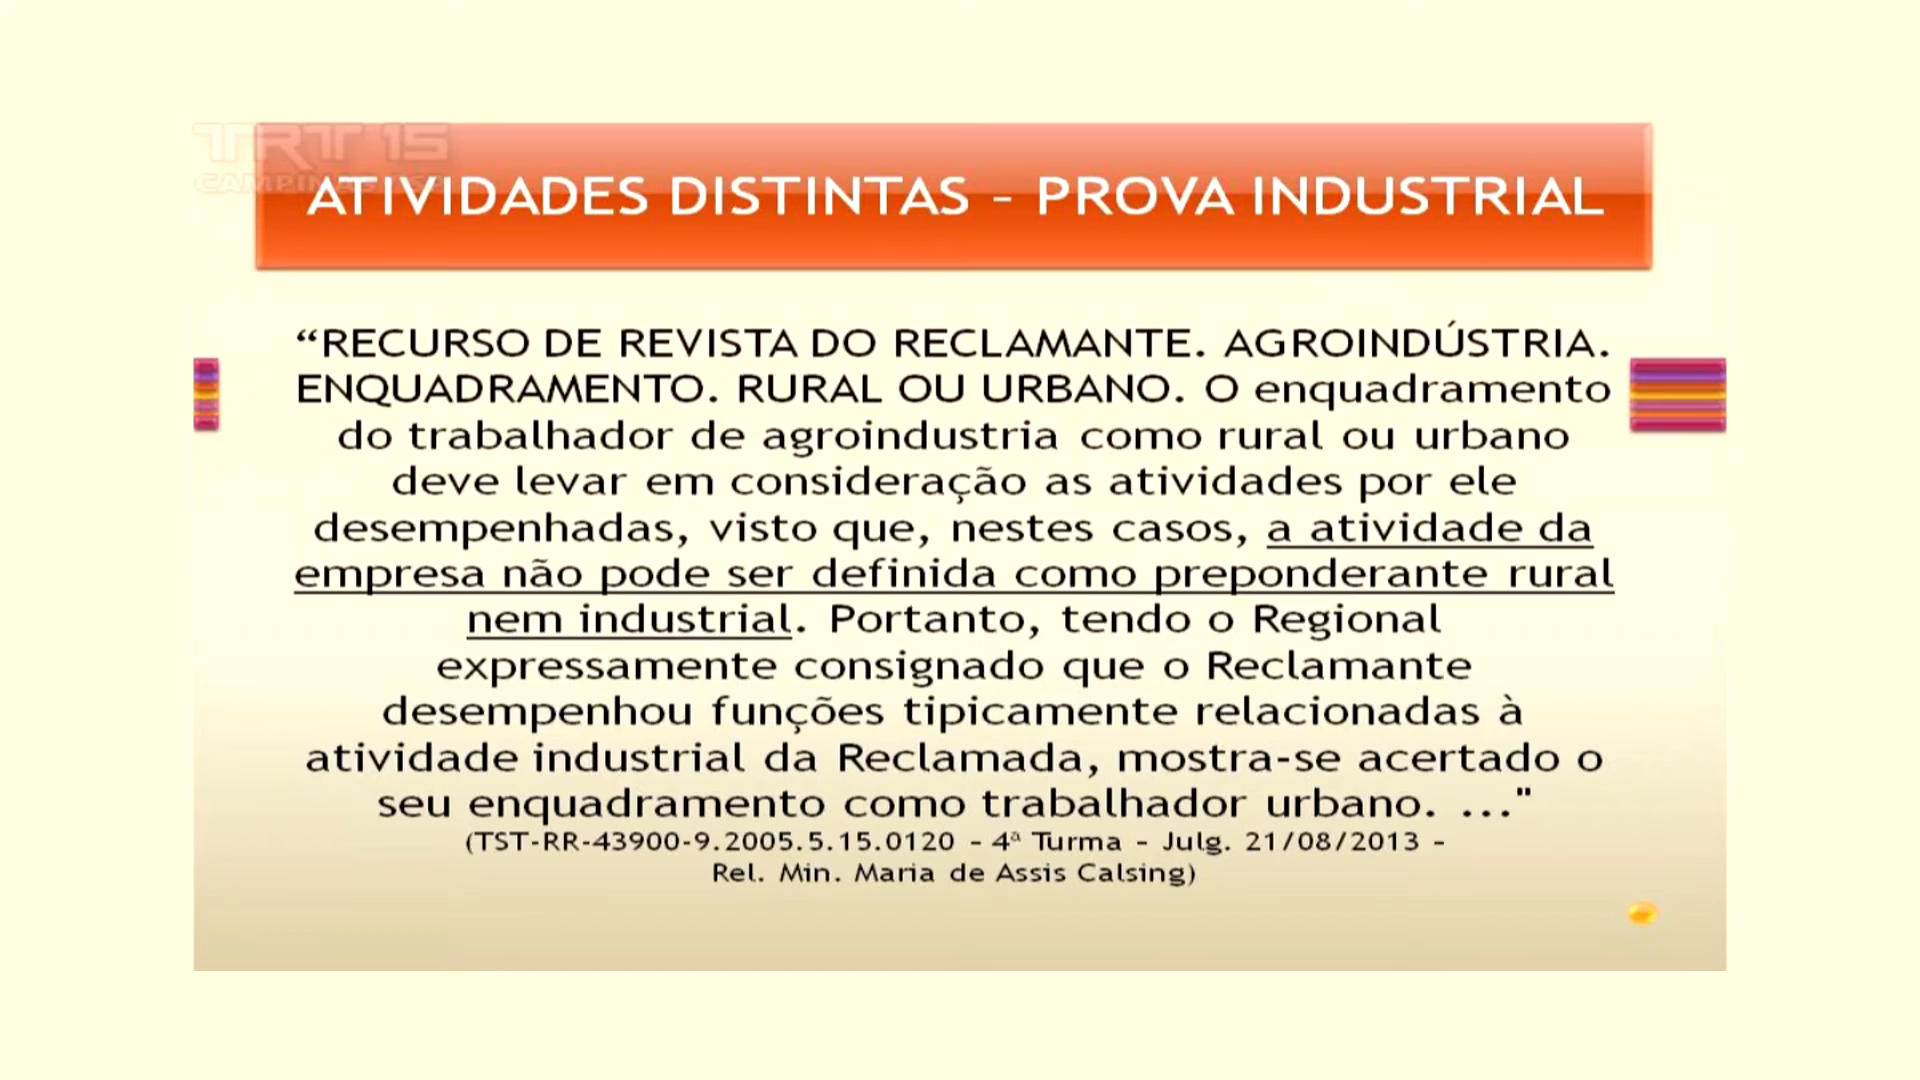 TRT 15
ATIVIDADES DISTINTAS - PROVA INDUSTRIAL
“RECURSO DE REVISTA DO RECLAMANTE. AGROINDÚSTRIA.
ENQUADRAMENTO. RURAL OU URBANO. O enquadramento
do trabalhador de agroindustria como rural ou urbano
deve levar em consideração as atividades por ele
desempenhadas, visto que, nestes casos, a atividade da
empresa não pode ser definida como preponderante rural
nem industrial. Portanto, tendo o Regional
expressamente consignado que o Reclamante
desempenhou funções tipicamente relacionadas à
atividade industrial da Reclamada, mostra-se acertado o
seu enquadramento como trabalhador urbano. ..."
(TST-RR-43900-9.2005.5.15.0120 - 4ª Turma - Julg. 21/08/2013 -
Rel. Min. Maria de Assis Calsing)